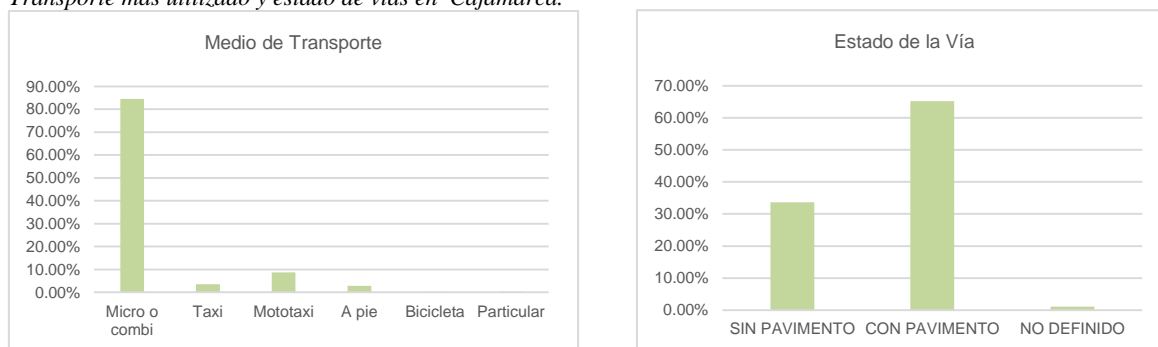 Transporte más utilizado y estado de vías en Cajamarca.
Medio de Transporte
90.00%
80.00%
70.00%
60.00%
50.00%
40.00%
30.00%
20.00%
10.00%
0.00%
Micro o combi
Taxi
Mototaxi
A pie
Bicicleta
Particular
Estado de la Vía
70.00%
60.00%
50.00%
40.00%
30.00%
20.00%
10.00%
0.00%
SIN PAVIMENTO
CON PAVIMENTO
NO DEFINIDO